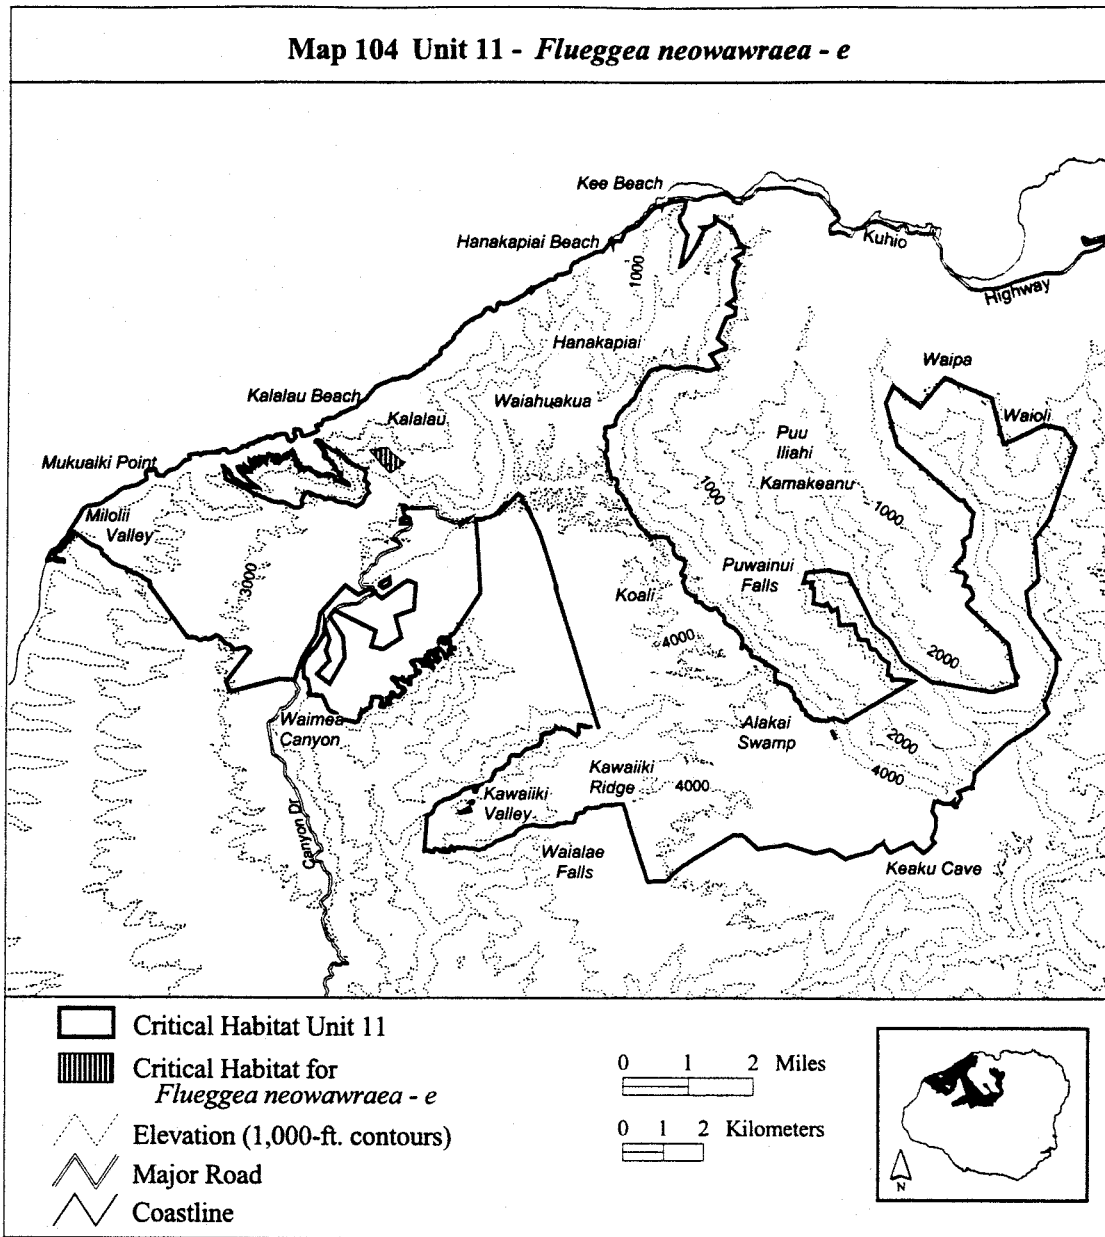 Map 104 Unit 11 - Flueggea neowawraea - e
Kee Beach
Hanakapiai Beach
Kuhio
Highway
1000
Hanakapiai
Waipa
Kalalau Beach
Waiahuakua
Kalalau
Waioli
Puu
Iliahi
Mukuaiki Point
Kamakeanu
1000
1000
Milolii
Valley
3000
Puwainui
Falls
Koali
4000
2000
Waimea
Canyon
Alakai
Swamp
2000
4000
Kawaiiki
Ridge
4000
Kawaiiki
Valley
Canyon Dr
Waialae
Falls
Keaku Cave
Critical Habitat Unit 11
Critical Habitat for
Flueggea neowawraea - e
Elevation (1,000-ft. contours)
Major Road
Coastline
0 1 2 Miles
0 1 2 Kilometers
N